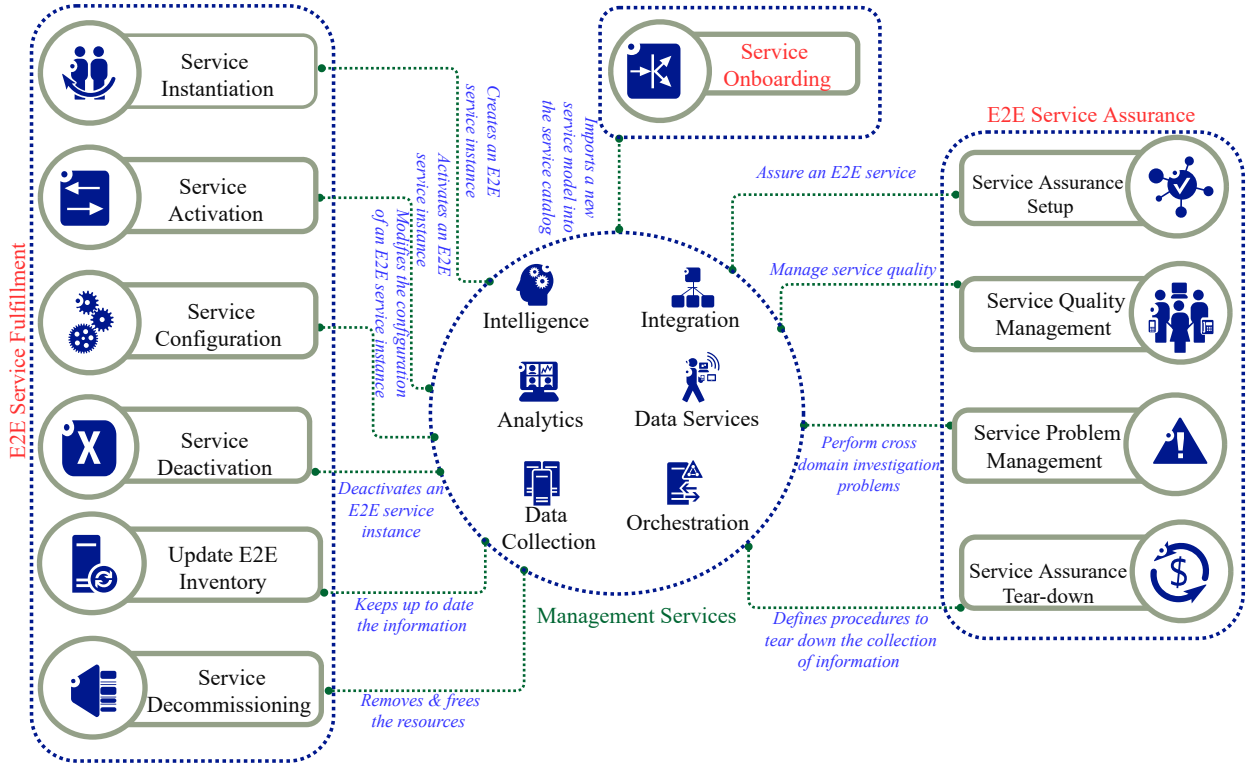 E2E Service Fulfillment
Service
Instantiation
Service
Activation
Service
Configuration
Service
Deactivation
Update E2E
Inventory
Service
Decommissioning
Creates an E2E
service instance
Activates an E2E
service instance
Modifies the configuration
of an E2E service instance
Deactivates an
E2E service
instance
Keeps up to date
the information
Removes & frees
the resources
Service
Onboarding
Imports a new
service model into
the service catalog
Intelligence
Integration
Analytics
Data Services
Data
Collection
Orchestration
Management Services
E2E Service Assurance
Assure an E2E service
Service Assurance
Setup
Manage service quality
Service Quality
Management
Perform cross
domain investigation
problems
Service Problem
Management
Defines procedures to
tear down the collection
of information
Service Assurance
Tear-down
X
!
$